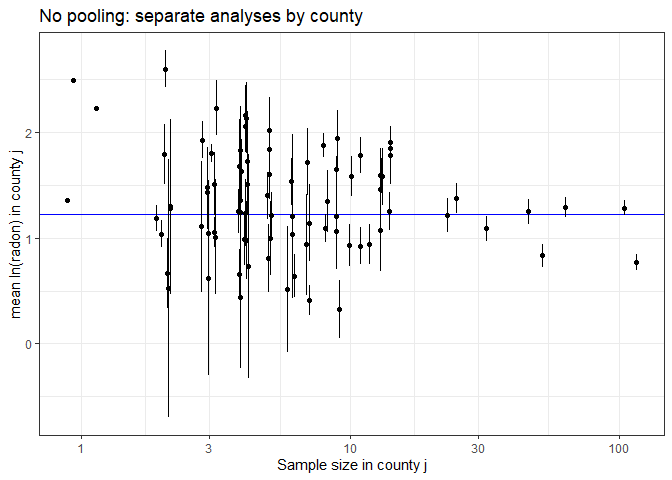 No pooling: separate analyses by county
mean ln(radon) in county j
2
1
0
1
3
10
30
100
Sample size in county j